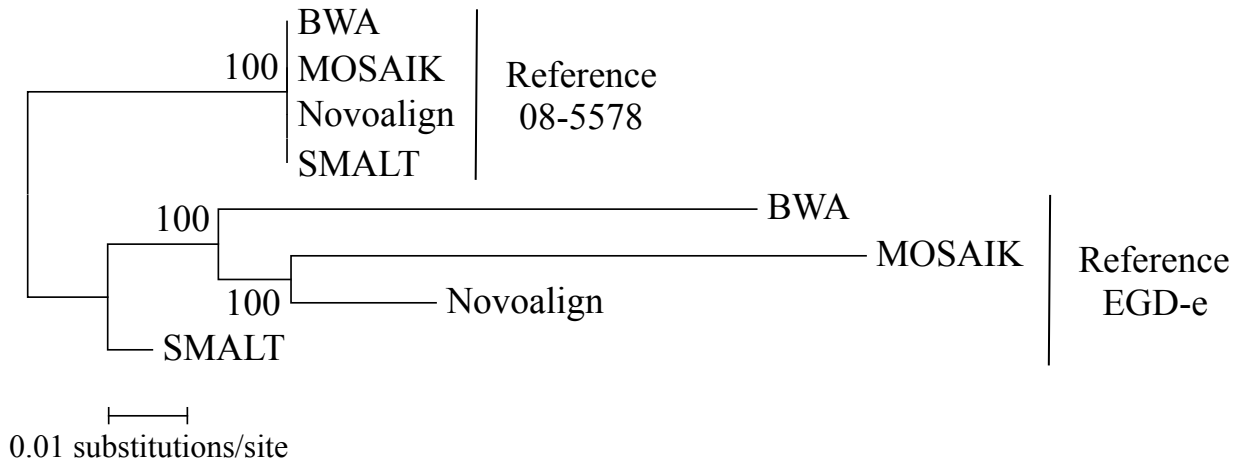 BWA
100
MOSAIK
Novoalign
SMALT
Reference
08-5578
100
BWA
MOSAIK
100
Novoalign
SMALT
Reference
EGD-e
0.01 substitutions/site